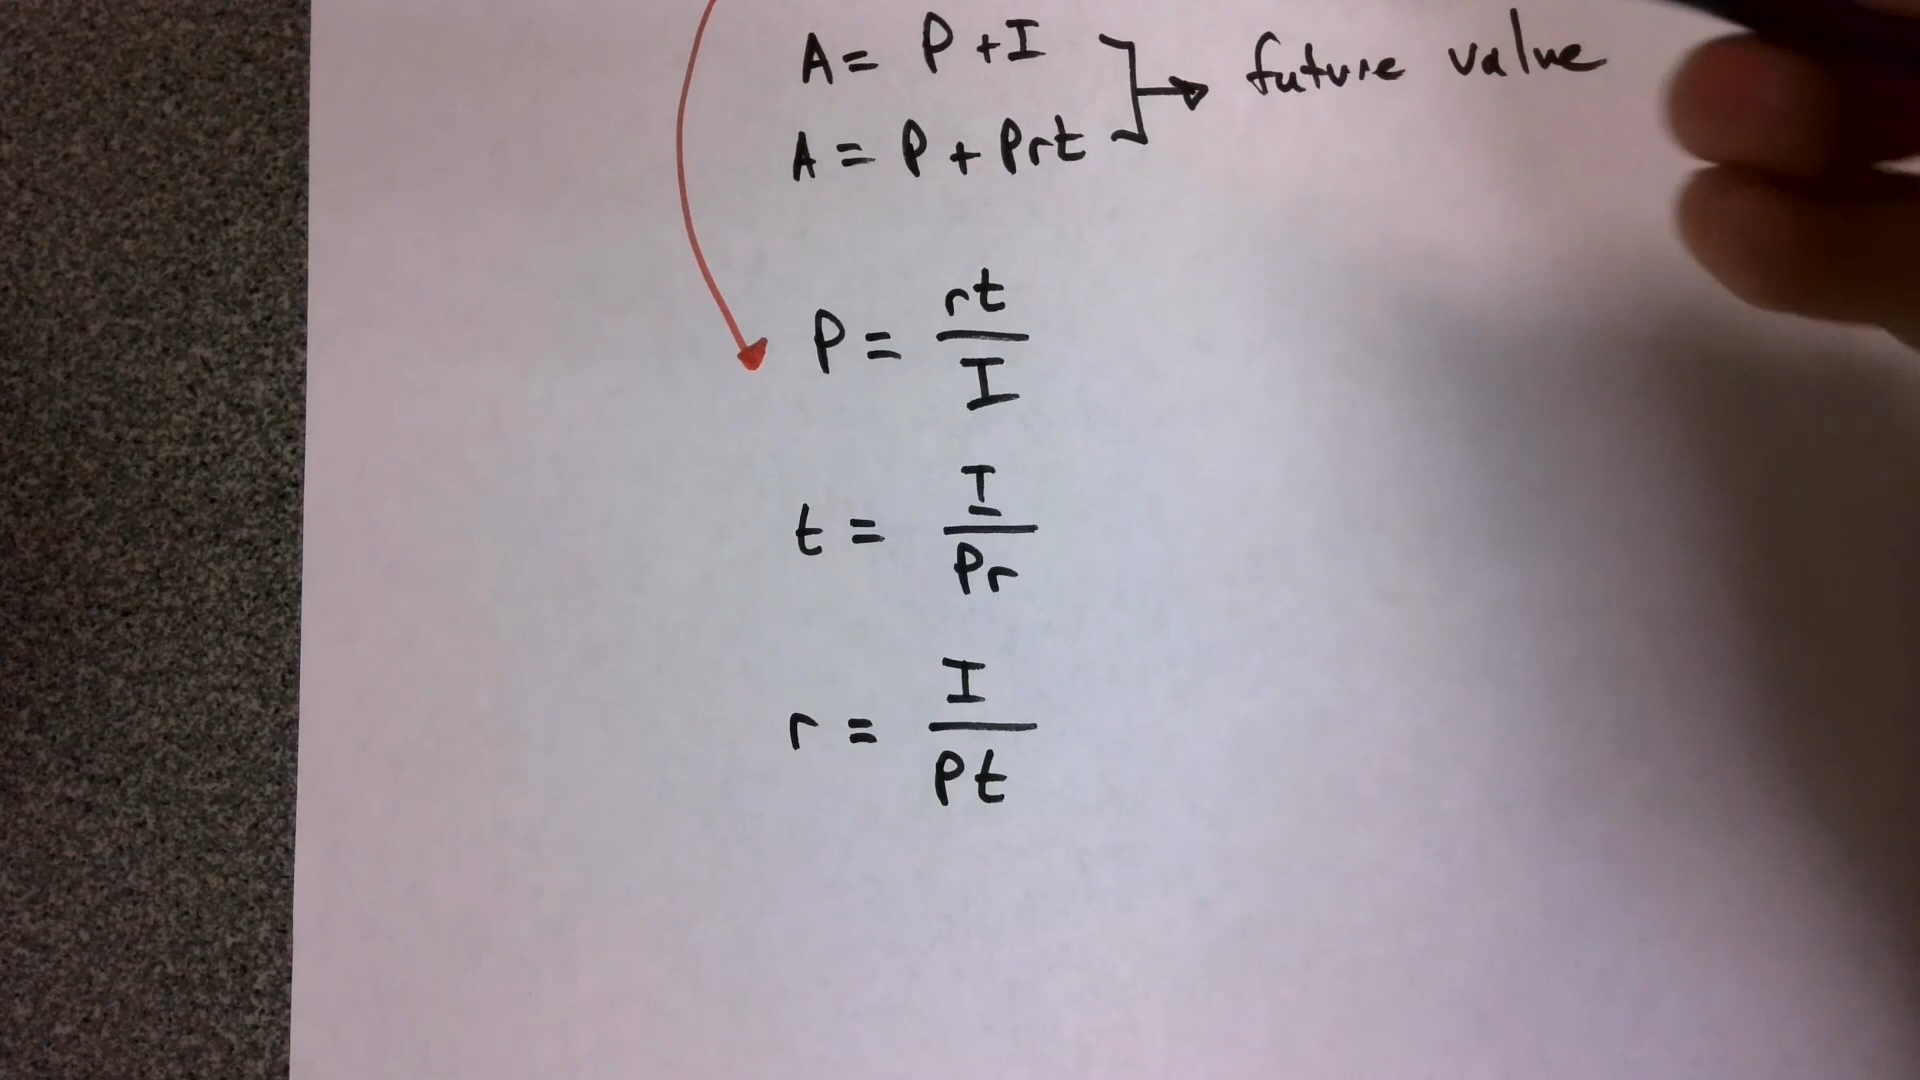 A = P + I
A = P + Prt
future value
P = rt / I
t = I / Pr
r = I / Pt